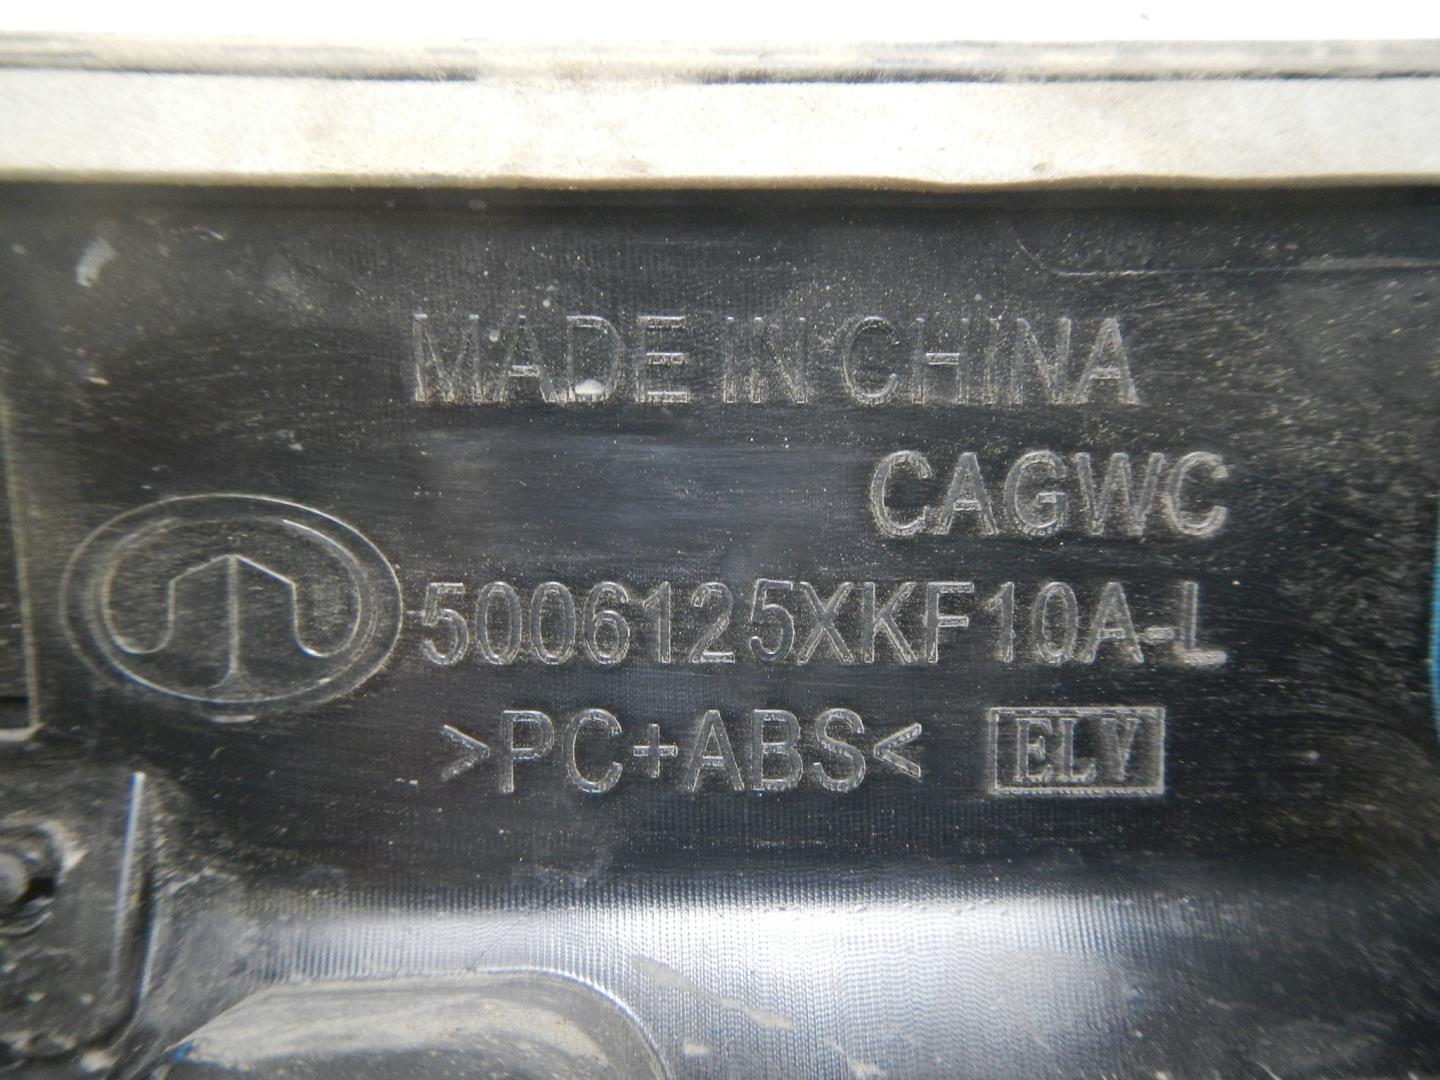 MADE IN CHINA
CAGWC
5006125XKF10A-L
>PC+ABS< ELV